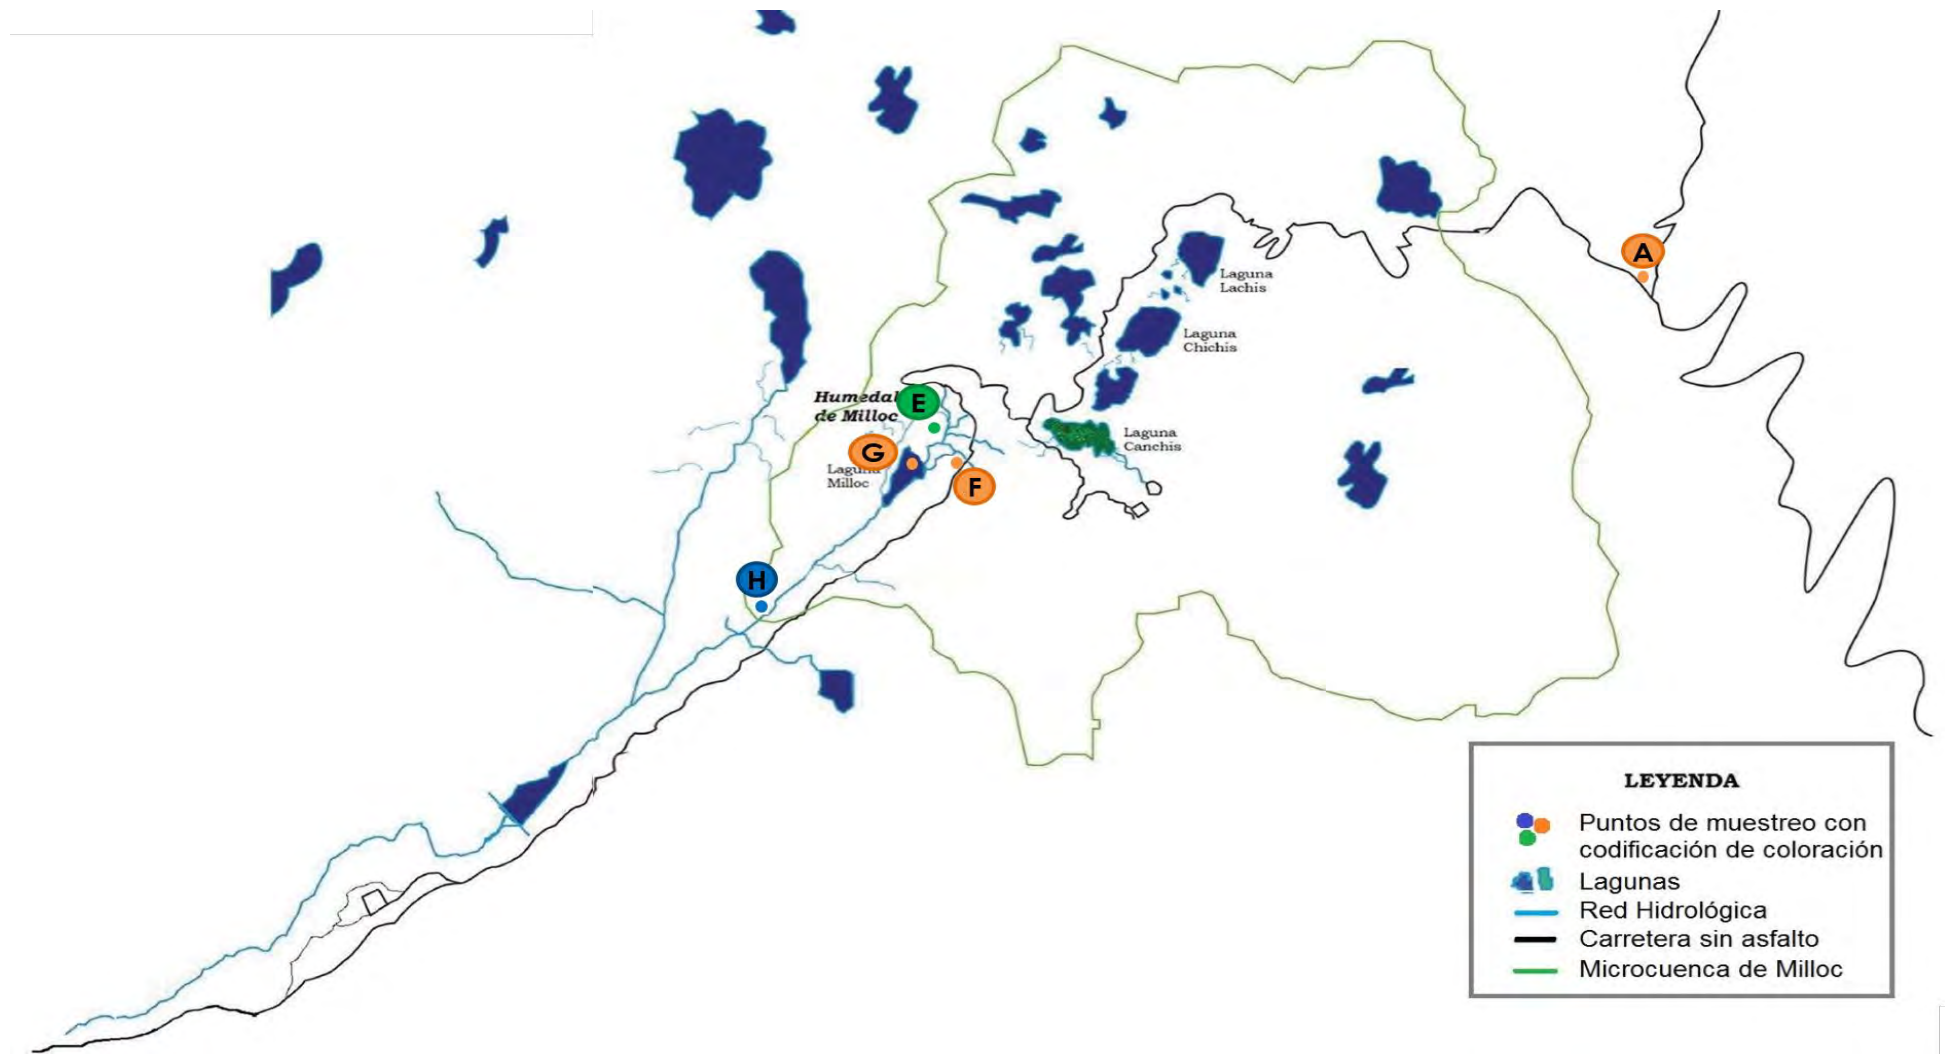 A
Laguna
Lachis
Laguna
Chichis
Humedal
de Milloc
E
Laguna
Canchis
G
Laguna
Milloc
F
H
LEYENDA
Puntos de muestreo con
codificación de coloración
Lagunas
Red Hidrológica
Carretera sin asfalto
Microcuenca de Milloc